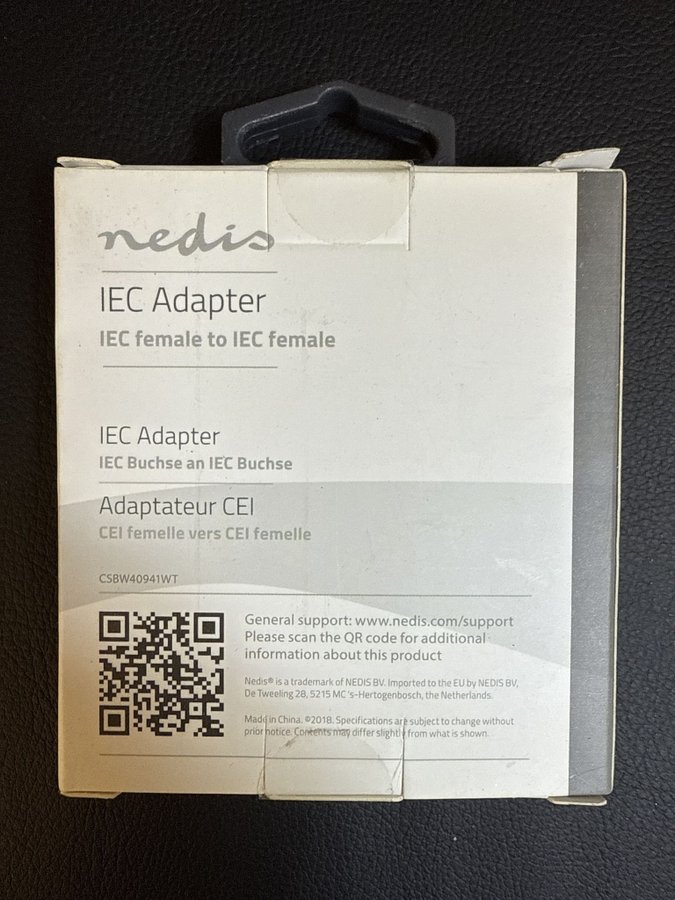 nedis
IEC Adapter
IEC female to IEC female
IEC Adapter
IEC Buchse an IEC Buchse
Adaptateur CEI
CEI femelle vers CEI femelle
CSBW40941WT
General support: www.nedis.com/support
Please scan the QR code for additional
information about this product
Nedis® is a trademark of NEDIS BV. Imported to the EU by NEDIS BV,
De Tweeling 28, 5215 MC 's-Hertogenbosch, the Netherlands.
Made in China. ©2018. Specifications are subject to change without
prior notice. Contents may differ slightly from what is shown.